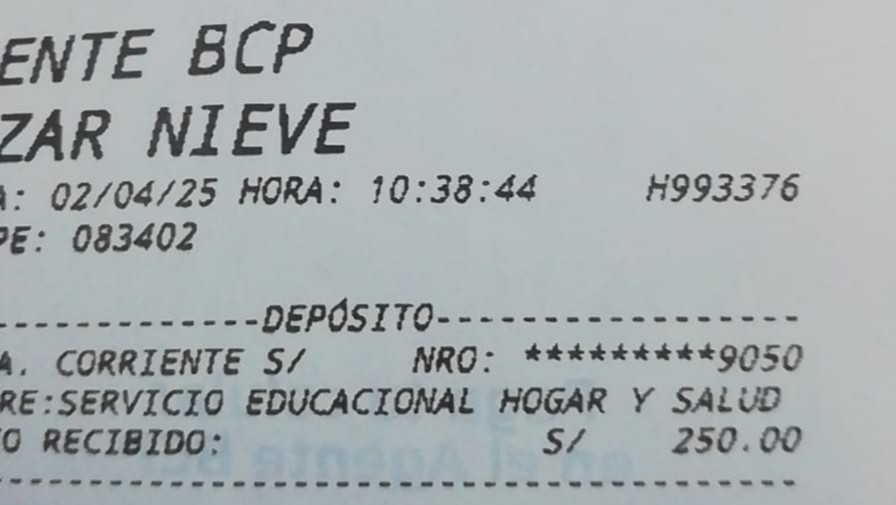 ENTE BCP
ZAR NIEVE
A: 02/04/25 HORA: 10:38:44 H993376
PE: 083402
-------------DEPÓSITO------------------
A. CORRIENTE S/ NRO: *********9050
RE:SERVICIO EDUCACIONAL HOGAR Y SALUD
O RECIBIDO: S/ 250.00
---------------------------------------